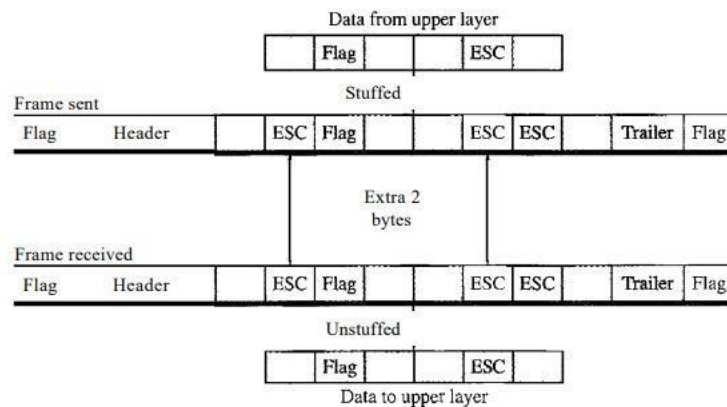 Data from upper layer
Flag ESC
Stuffed
Frame sent
Flag Header ESC Flag ESC ESC Trailer Flag
Extra 2
bytes
Frame received
Flag Header ESC Flag ESC ESC Trailer Flag
Unstuffed
Flag ESC
Data to upper layer